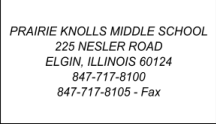 PRAIRIE KNOLLS MIDDLE SCHOOL
225 NESLER ROAD
ELGIN, ILLINOIS 60124
847-717-8100
847-717-8105 - Fax